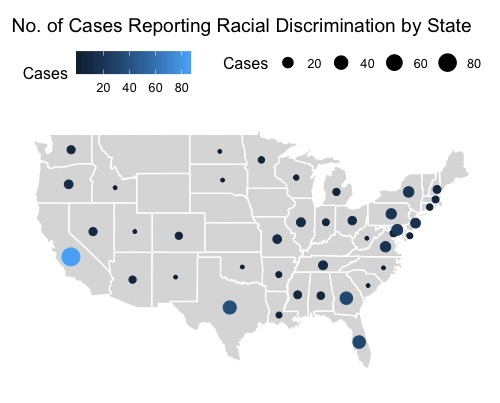 No. of Cases Reporting Racial Discrimination by State
Cases
20 40 60 80
Cases 20 40 60 80